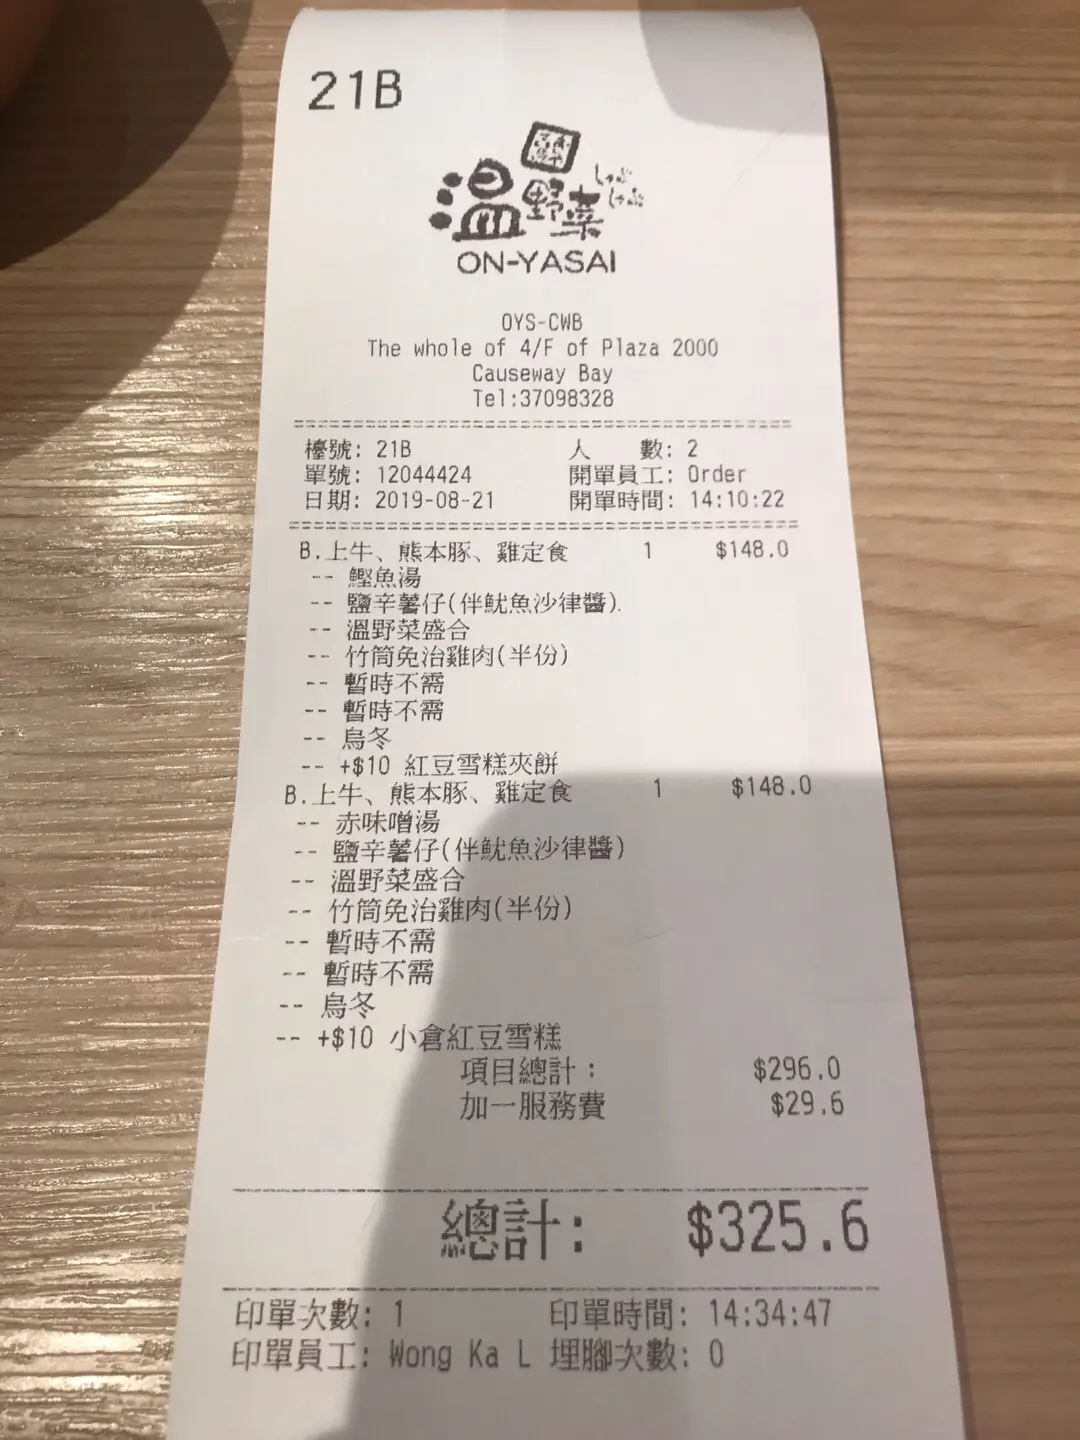 21B
溫野菜
しゃぶ
しゃぶ
ON-YASAI
OYS-CWB
The whole of 4/F of Plaza 2000
Causeway Bay
Tel:37098328
檯號: 21B 人 數: 2
單號: 12044424 開單員工: Order
日期: 2019-08-21 開單時間: 14:10:22
B.上牛、熊本豚、雞定食 1 $148.0
-- 鰹魚湯
-- 鹽辛薯仔(伴魷魚沙律醬)
-- 溫野菜盛合
-- 竹筒免治雞肉(半份)
-- 暫時不需
-- 暫時不需
-- 烏冬
-- +$10 紅豆雪糕夾餅
B.上牛、熊本豚、雞定食 1 $148.0
-- 赤味噌湯
-- 鹽辛薯仔(伴魷魚沙律醬)
-- 溫野菜盛合
-- 竹筒免治雞肉(半份)
-- 暫時不需
-- 暫時不需
-- 烏冬
-- +$10 小倉紅豆雪糕
項目總計: $296.0
加一服務費 $29.6
總計: $325.6
印單次數: 1 印單時間: 14:34:47
印單員工: Wong Ka L 埋腳次數: 0